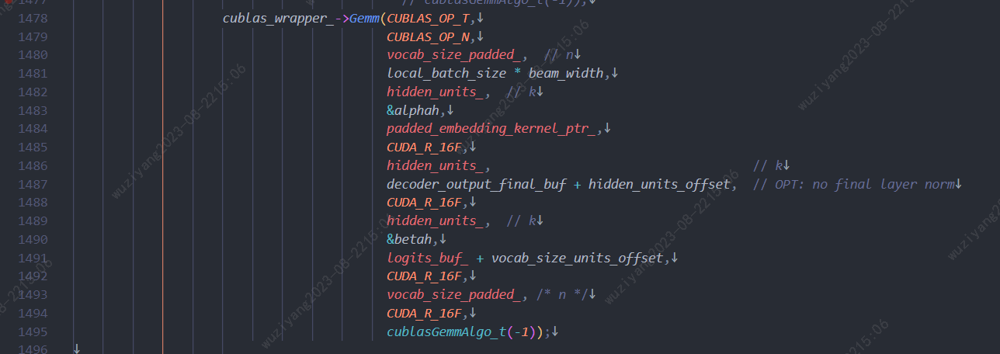 1477 // cublasGemmAlgo_t(-1)),
1478 cublas_wrapper_->Gemm(CUBLAS_OP_T,↓
1479 CUBLAS_OP_N,↓
1480 vocab_size_padded_, // n↓
1481 local_batch_size * beam_width,↓
1482 hidden_units_, // k↓
1483 &alphah,↓
1484 padded_embedding_kernel_ptr_,↓
1485 CUDA_R_16F,↓
1486 hidden_units_, // k↓
1487 decoder_output_final_buf + hidden_units_offset, // OPT: no final layer norm↓
1488 CUDA_R_16F,↓
1489 hidden_units_, // k↓
1490 &betah,↓
1491 logits_buf_ + vocab_size_units_offset,↓
1492 CUDA_R_16F,↓
1493 vocab_size_padded_, /* n */↓
1494 CUDA_R_16F,↓
1495 cublasGemmAlgo_t(-1));↓
1496 ↓
wuziyang2023-08-2215:06